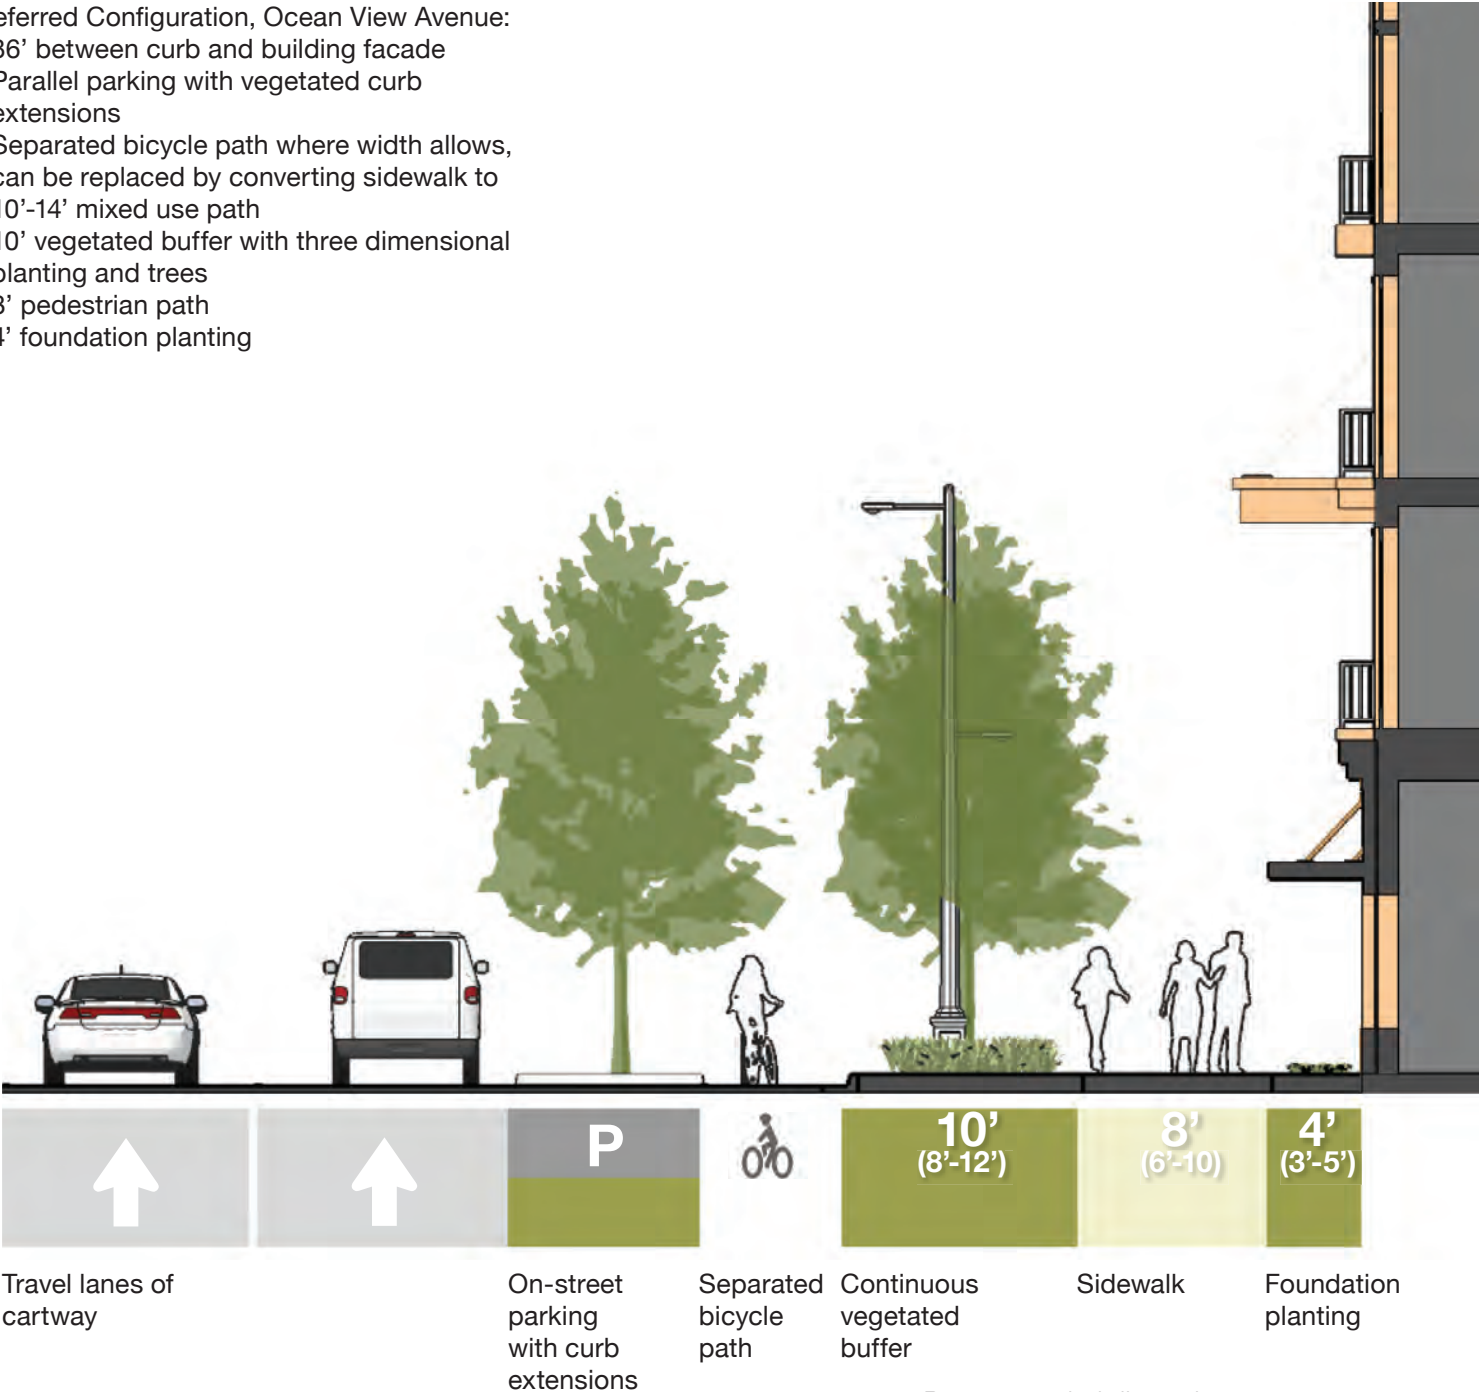 eferred Configuration, Ocean View Avenue:
36’ between curb and building facade
Parallel parking with vegetated curb
extensions
Separated bicycle path where width allows,
can be replaced by converting sidewalk to
10’-14’ mixed use path
10’ vegetated buffer with three dimensional
planting and trees
8’ pedestrian path
4’ foundation planting
P
10’
(8’-12’)
8’
(6’-10)
4’
(3’-5’)
Travel lanes of
cartway
On-street
parking
with curb
extensions
Separated
bicycle
path
Continuous
vegetated
buffer
Sidewalk
Foundation
planting